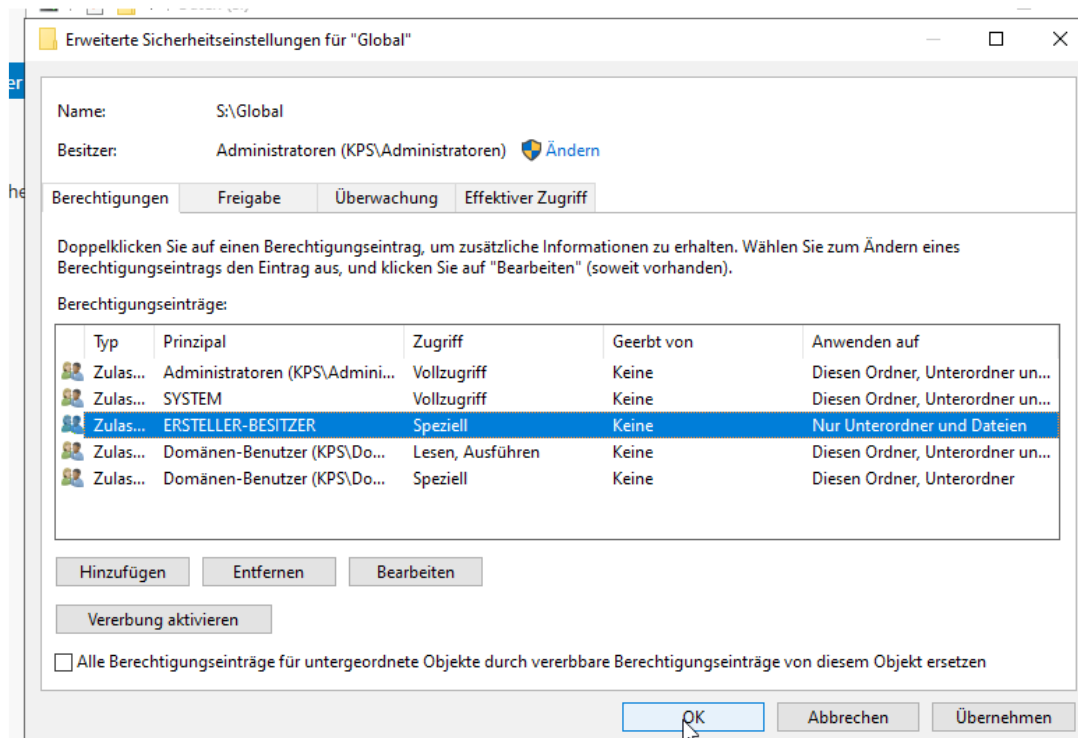 Erweiterte Sicherheitseinstellungen für "Global"
er
Name: S:\Global
Besitzer: Administratoren (KPS\Administratoren) Ändern
he
Berechtigungen Freigabe Überwachung Effektiver Zugriff
Doppelklicken Sie auf einen Berechtigungseintrag, um zusätzliche Informationen zu erhalten. Wählen Sie zum Ändern eines
Berechtigungseintrags den Eintrag aus, und klicken Sie auf "Bearbeiten" (soweit vorhanden).
Berechtigungseinträge:
Typ Prinzipal Zugriff Geerbt von Anwenden auf
Zulas... Administratoren (KPS\Admini... Vollzugriff Keine Diesen Ordner, Unterordner un...
Zulas... SYSTEM Vollzugriff Keine Diesen Ordner, Unterordner un...
Zulas... ERSTELLER-BESITZER Speziell Keine Nur Unterordner und Dateien
Zulas... Domänen-Benutzer (KPS\Do... Lesen, Ausführen Keine Diesen Ordner, Unterordner un...
Zulas... Domänen-Benutzer (KPS\Do... Speziell Keine Diesen Ordner, Unterordner
Hinzufügen Entfernen Bearbeiten
Vererbung aktivieren
Alle Berechtigungseinträge für untergeordnete Objekte durch vererbbare Berechtigungseinträge von diesem Objekt ersetzen
OK Abbrechen Übernehmen